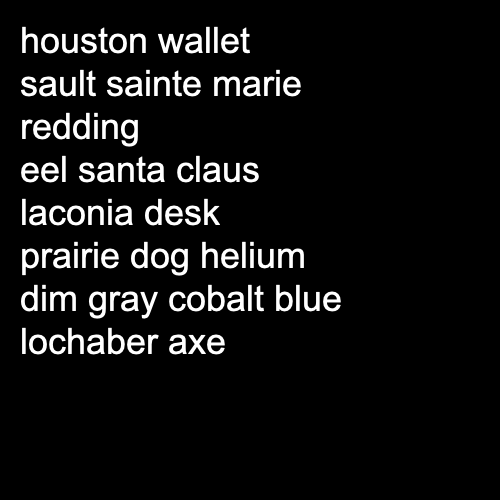 houston wallet
sault sainte marie
redding
eel santa claus
laconia desk
prairie dog helium
dim gray cobalt blue
lochaber axe